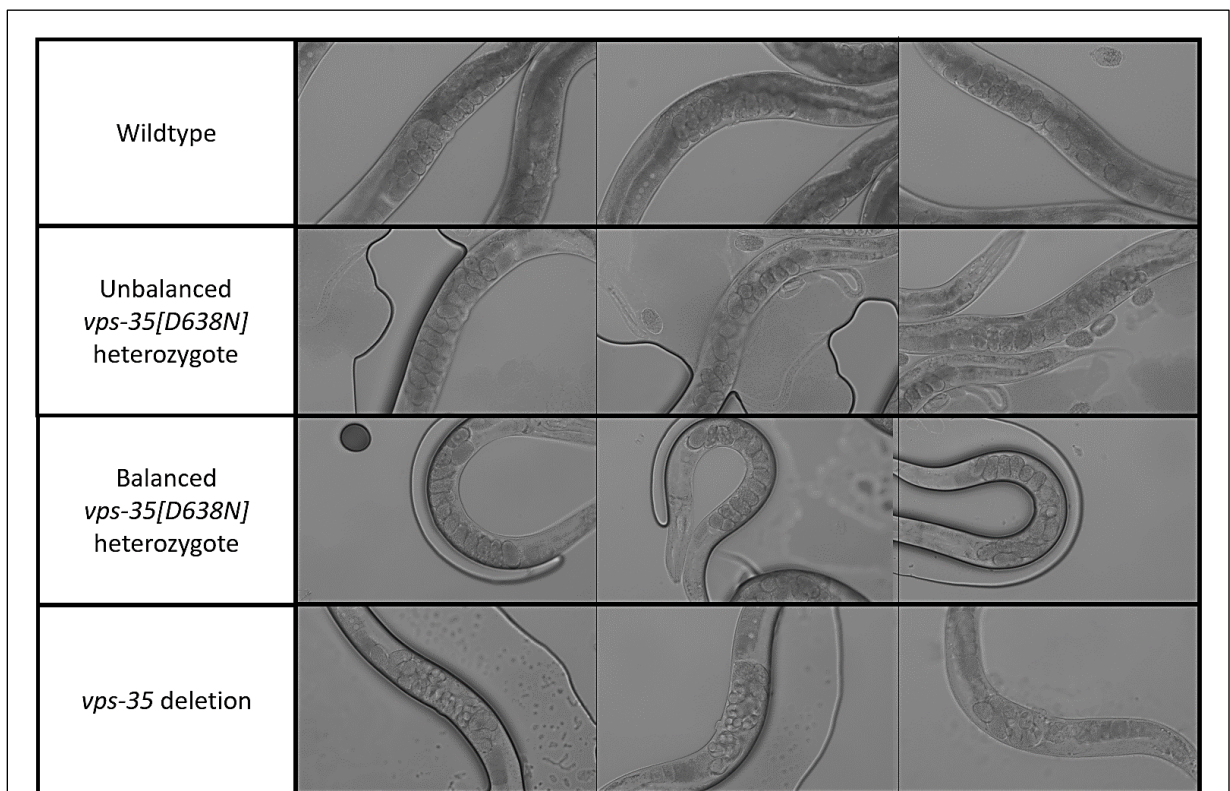 Wildtype
Unbalanced
vps-35[D638N]
heterozygote
Balanced
vps-35[D638N]
heterozygote
vps-35 deletion